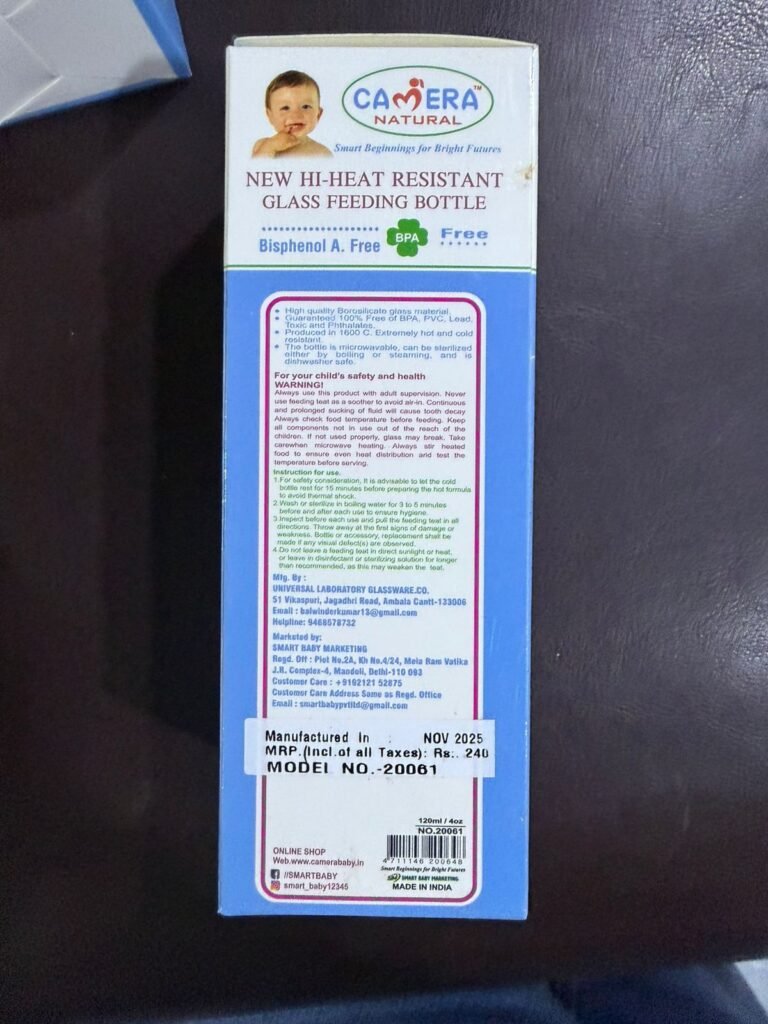 CAMERA™
NATURAL
Smart Beginnings for Bright Futures
NEW HI-HEAT RESISTANT
GLASS FEEDING BOTTLE
Bisphenol A. Free BPA Free
• High quality Borosilicate glass material.
• Guaranteed 100% Free of BPA, PVC, Lead,
Toxic and Phthalates.
• Produced in 1600 C. Extremely hot and cold
resistant.
• The bottle is microwavable, can be sterilized
either by boiling or steaming, and is
dishwasher safe.
For your child's safety and health
WARNING!
Always use this product with adult supervision. Never
use feeding teat as a soother to avoid air-in. Continuous
and prolonged sucking of fluid will cause tooth decay
Always check food temperature before feeding. Keep
all components not in use out of the reach of the
children. If not used properly, glass may break. Take
carewhen microwave heating. Always stir heated
food to ensure even heat distribution and test the
temperature before serving.
Instruction for use.
1.For safety consideration, It is advisable to let the cold
bottle rest for 15 minutes before preparing the hot formula
to avoid thermal shock.
2.Wash or sterilize in boiling water for 3 to 5 minutes
before and after each use to ensure hygiene.
3.Inspect before each use and pull the feeding teat in all
directions. Throw away at the first signs of damage or
weakness. Bottle or accessory, replacement shall be
made if any visual defect(s) are observed.
4.Do not leave a feeding teat in direct sunlight or heat,
or leave in disinfectant or sterilizing solution for longer
than recommended, as this may weaken the teat.
Mfg. By :
UNIVERSAL LABORATORY GLASSWARE.CO.
51 Vikaspuri, Jagadhri Road, Ambala Cantt-133006
Email : balwinderkumar13@gmail.com
Helpline: 9468578732
Marketed by:
SMART BABY MARKETING
Regd. Off : Plot No.2A, Kh No.4/24, Mela Ram Vatika
J.R. Complex-4, Mandoli, Delhi-110 093
Customer Care : +9192121 52875
Customer Care Address Same as Regd. Office
Email : smartbabypvtltd@gmail.com
Manufactured In : NOV 2025
MRP.(Incl.of all Taxes): Rs:. 240
MODEL NO.-20061
120ml / 4oz
NO.20061
4 711146 200648
Smart Beginnings for Bright Futures
SMART BABY MARKETING
MADE IN INDIA
ONLINE SHOP
Web.www.camerababy.in
//SMARTBABY
smart_baby12345